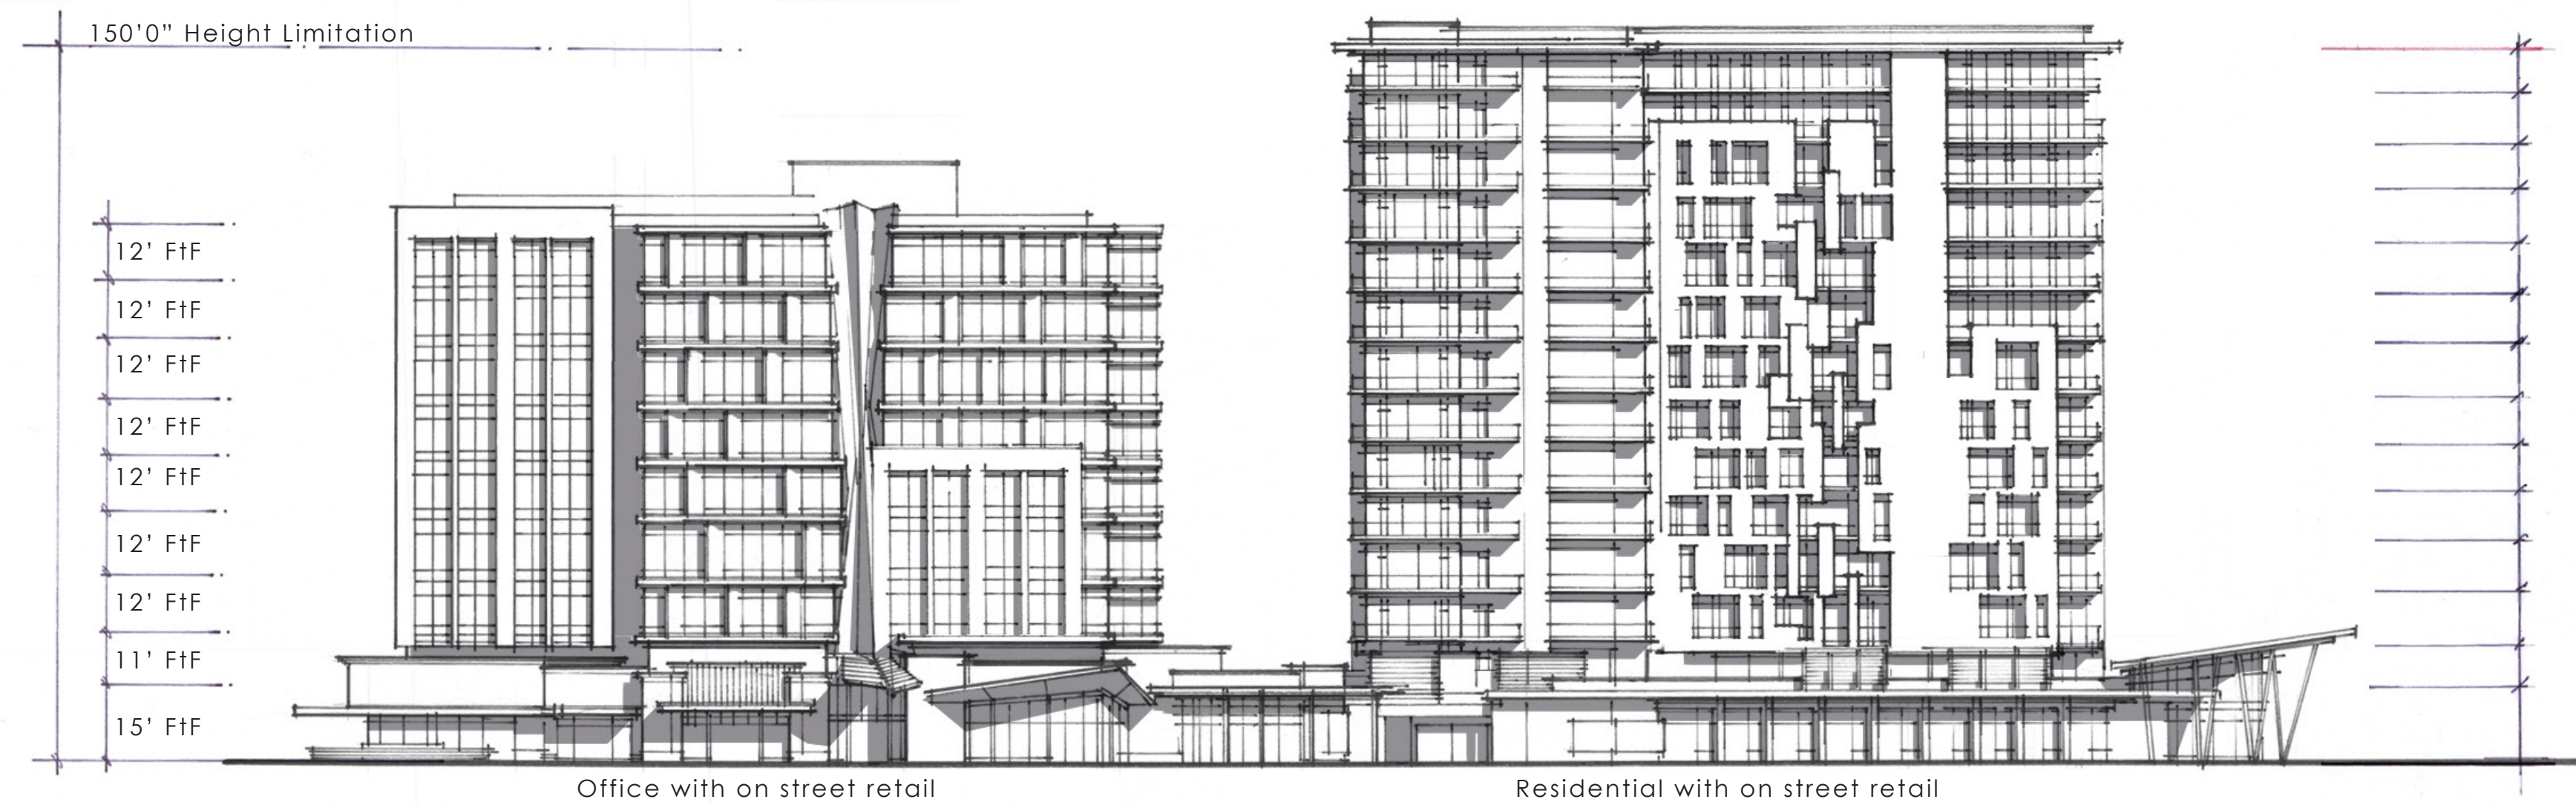 150’0” Height Limitation
12’ FtF
12’ FtF
12’ FtF
12’ FtF
12’ FtF
12’ FtF
12’ FtF
11’ FtF
15’ FtF
Office with on street retail
Residential with on street retail